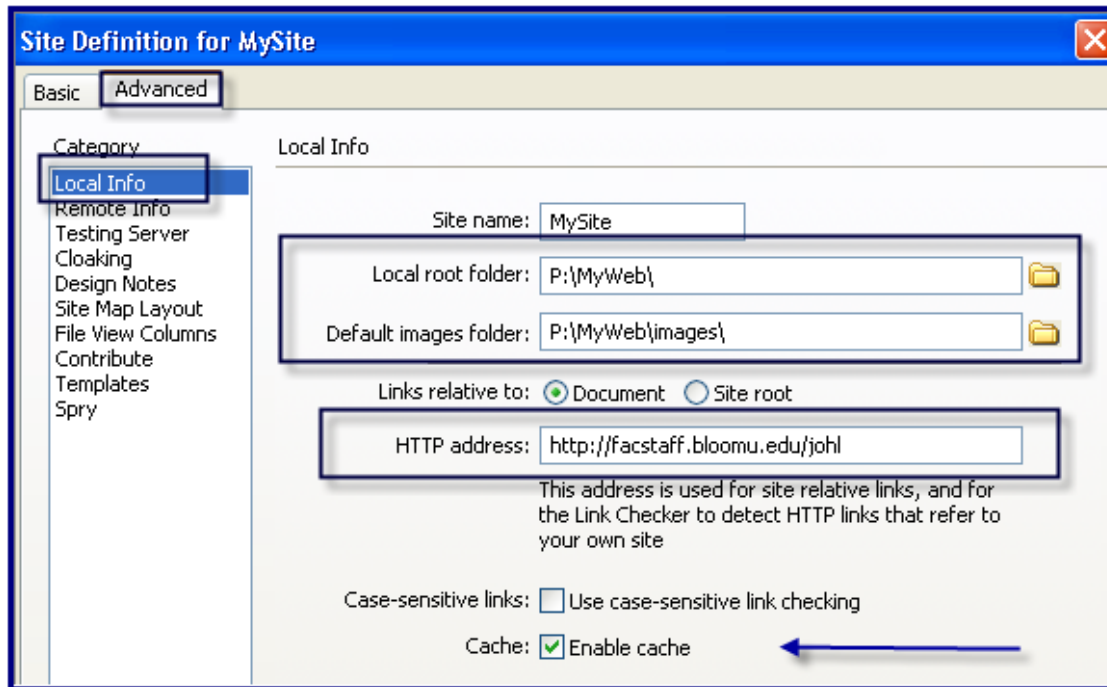 Site Definition for MySite
Basic
Advanced
Category
Local Info
Remote Info
Testing Server
Cloaking
Design Notes
Site Map Layout
File View Columns
Contribute
Templates
Spry
Local Info
Site name: MySite
Local root folder: P:\MyWeb\
Default images folder: P:\MyWeb\images\
Links relative to: Document Site root
HTTP address: http://facstaff.bloomu.edu/johl
This address is used for site relative links, and for
the Link Checker to detect HTTP links that refer to
your own site
Case-sensitive links: Use case-sensitive link checking
Cache: Enable cache